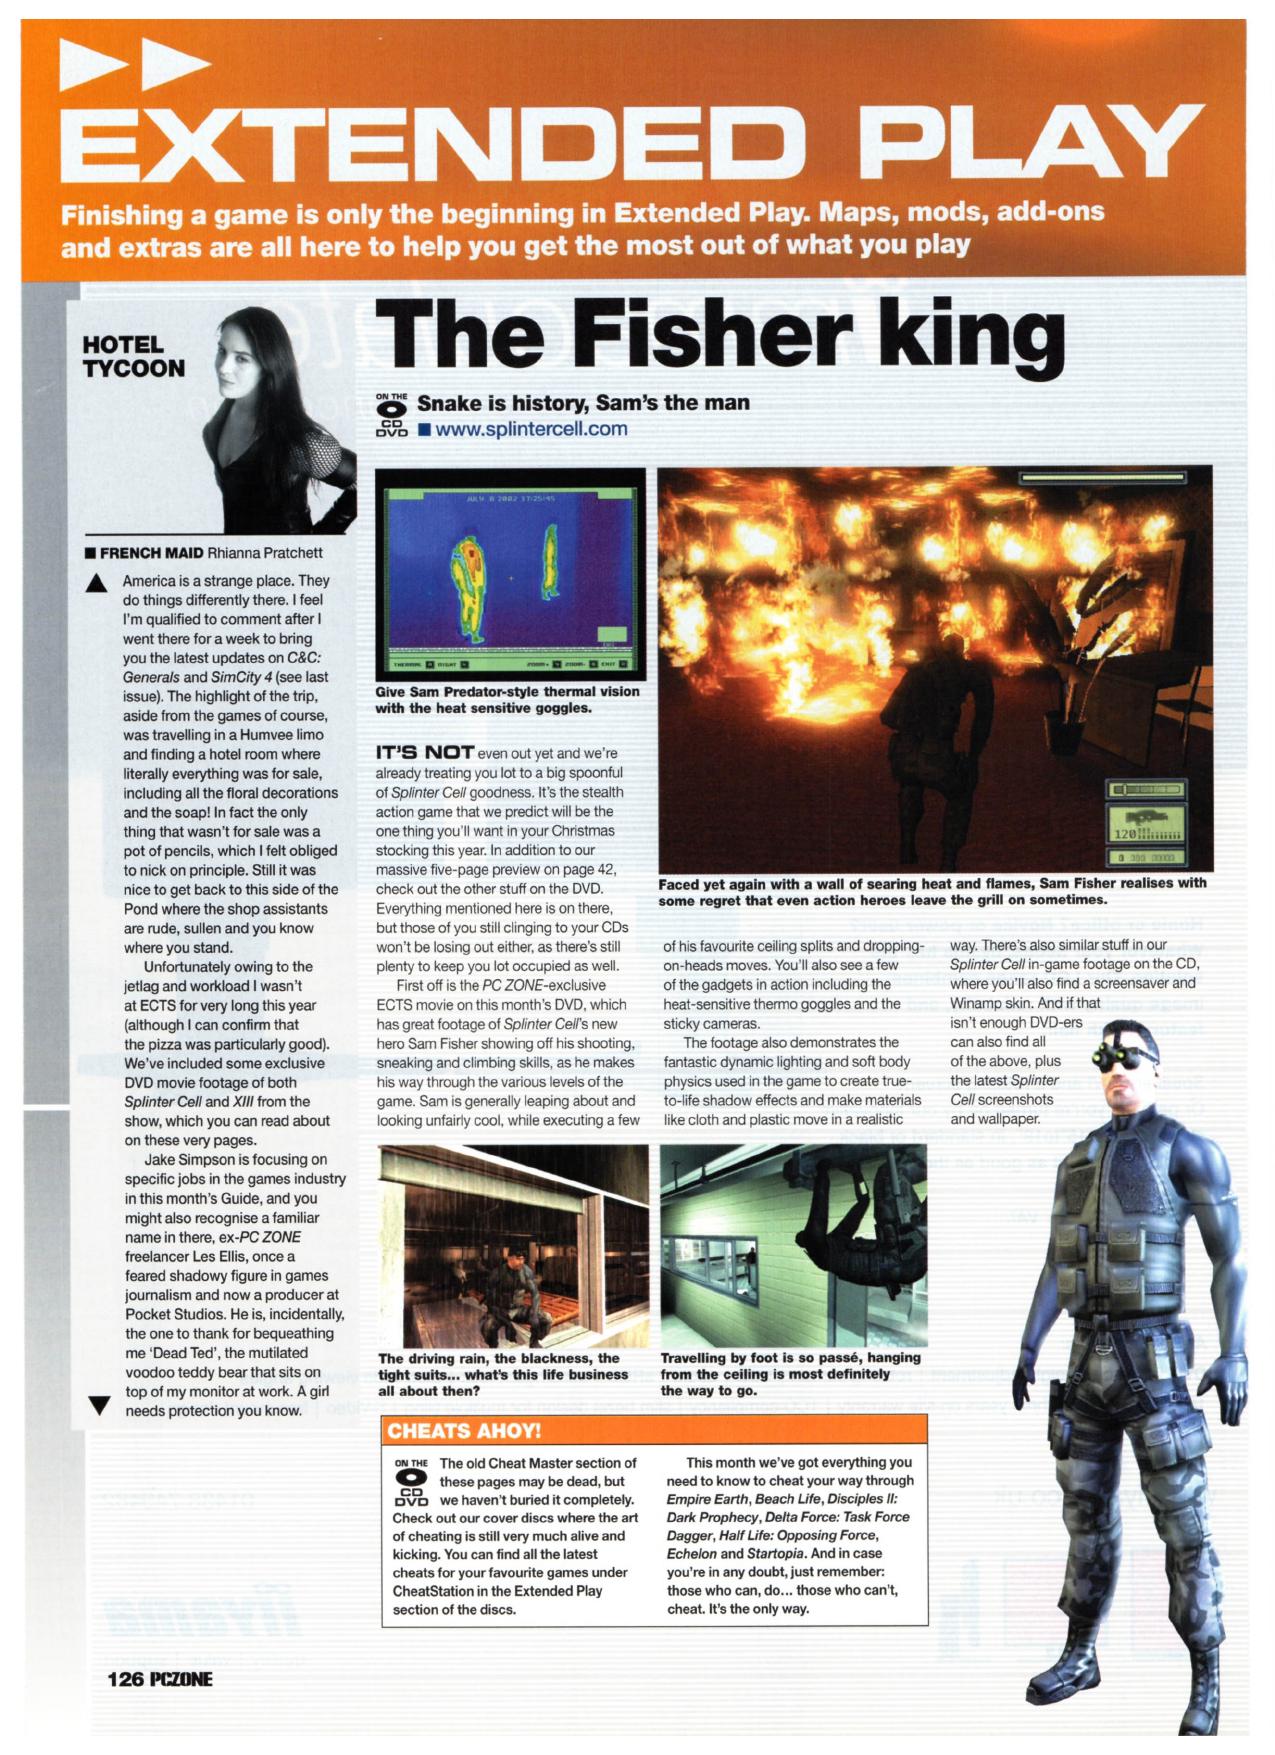 EXTENDED PLAY
Finishing a game is only the beginning in Extended Play. Maps, mods, add-ons
and extras are all here to help you get the most out of what you play
HOTEL
TYCOON
■ FRENCH MAID Rhianna Pratchett
America is a strange place. They
do things differently there. I feel
I'm qualified to comment after I
went there for a week to bring
you the latest updates on C&C:
Generals and SimCity 4 (see last
issue). The highlight of the trip,
aside from the games of course,
was travelling in a Humvee limo
and finding a hotel room where
literally everything was for sale,
including all the floral decorations
and the soap! In fact the only
thing that wasn't for sale was a
pot of pencils, which I felt obliged
to nick on principle. Still it was
nice to get back to this side of the
Pond where the shop assistants
are rude, sullen and you know
where you stand.
Unfortunately owing to the
jetlag and workload I wasn't
at ECTS for very long this year
(although I can confirm that
the pizza was particularly good).
We've included some exclusive
DVD movie footage of both
Splinter Cell and XIII from the
show, which you can read about
on these very pages.
Jake Simpson is focusing on
specific jobs in the games industry
in this month's Guide, and you
might also recognise a familiar
name in there, ex-PC ZONE
freelancer Les Ellis, once a
feared shadowy figure in games
journalism and now a producer at
Pocket Studios. He is, incidentally,
the one to thank for bequeathing
me 'Dead Ted', the mutilated
voodoo teddy bear that sits on
top of my monitor at work. A girl
needs protection you know.
The Fisher king
ON THE
CD
DVD
Snake is history, Sam's the man
■ www.splintercell.com
JULY 8 2002 17:25:45
THERMAL NIGHT ZOOM+ ZOOM- EXIT
Give Sam Predator-style thermal vision
with the heat sensitive goggles.
120
Faced yet again with a wall of searing heat and flames, Sam Fisher realises with
some regret that even action heroes leave the grill on sometimes.
IT'S NOT even out yet and we're
already treating you lot to a big spoonful
of Splinter Cell goodness. It's the stealth
action game that we predict will be the
one thing you'll want in your Christmas
stocking this year. In addition to our
massive five-page preview on page 42,
check out the other stuff on the DVD.
Everything mentioned here is on there,
but those of you still clinging to your CDs
won't be losing out either, as there's still
plenty to keep you lot occupied as well.
First off is the PC ZONE-exclusive
ECTS movie on this month's DVD, which
has great footage of Splinter Cell's new
hero Sam Fisher showing off his shooting,
sneaking and climbing skills, as he makes
his way through the various levels of the
game. Sam is generally leaping about and
looking unfairly cool, while executing a few
of his favourite ceiling splits and dropping-
on-heads moves. You'll also see a few
of the gadgets in action including the
heat-sensitive thermo goggles and the
sticky cameras.
The footage also demonstrates the
fantastic dynamic lighting and soft body
physics used in the game to create true-
to-life shadow effects and make materials
like cloth and plastic move in a realistic
way. There's also similar stuff in our
Splinter Cell in-game footage on the CD,
where you'll also find a screensaver and
Winamp skin. And if that
isn't enough DVD-ers
can also find all
of the above, plus
the latest Splinter
Cell screenshots
and wallpaper.
The driving rain, the blackness, the
tight suits... what's this life business
all about then?
Travelling by foot is so passé, hanging
from the ceiling is most definitely
the way to go.
CHEATS AHOY!
ON THE
CD
DVD
The old Cheat Master section of
these pages may be dead, but
we haven't buried it completely.
Check out our cover discs where the art
of cheating is still very much alive and
kicking. You can find all the latest
cheats for your favourite games under
CheatStation in the Extended Play
section of the discs.
This month we've got everything you
need to know to cheat your way through
Empire Earth, Beach Life, Disciples II:
Dark Prophecy, Delta Force: Task Force
Dagger, Half Life: Opposing Force,
Echelon and Startopia. And in case
you're in any doubt, just remember:
those who can, do... those who can't,
cheat. It's the only way.
126 PCZONE